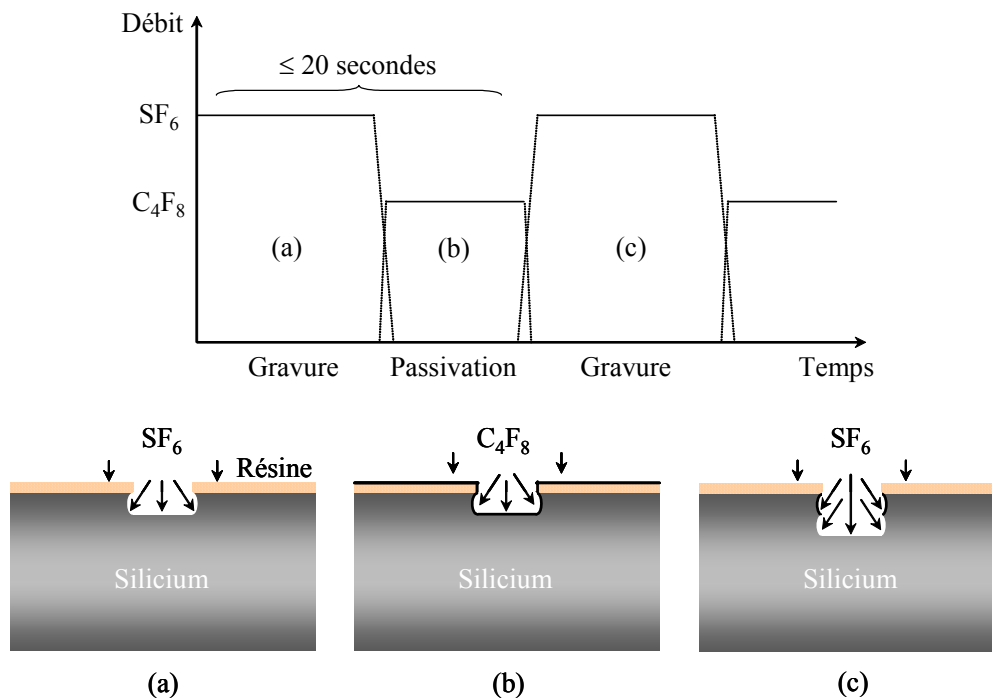 Débit
≤ 20 secondes
SF₆
C₄F₈
(a) (b) (c)
Gravure Passivation Gravure Temps
SF₆ C₄F₈ SF₆
Résine
Silicium Silicium Silicium
(a) (b) (c)